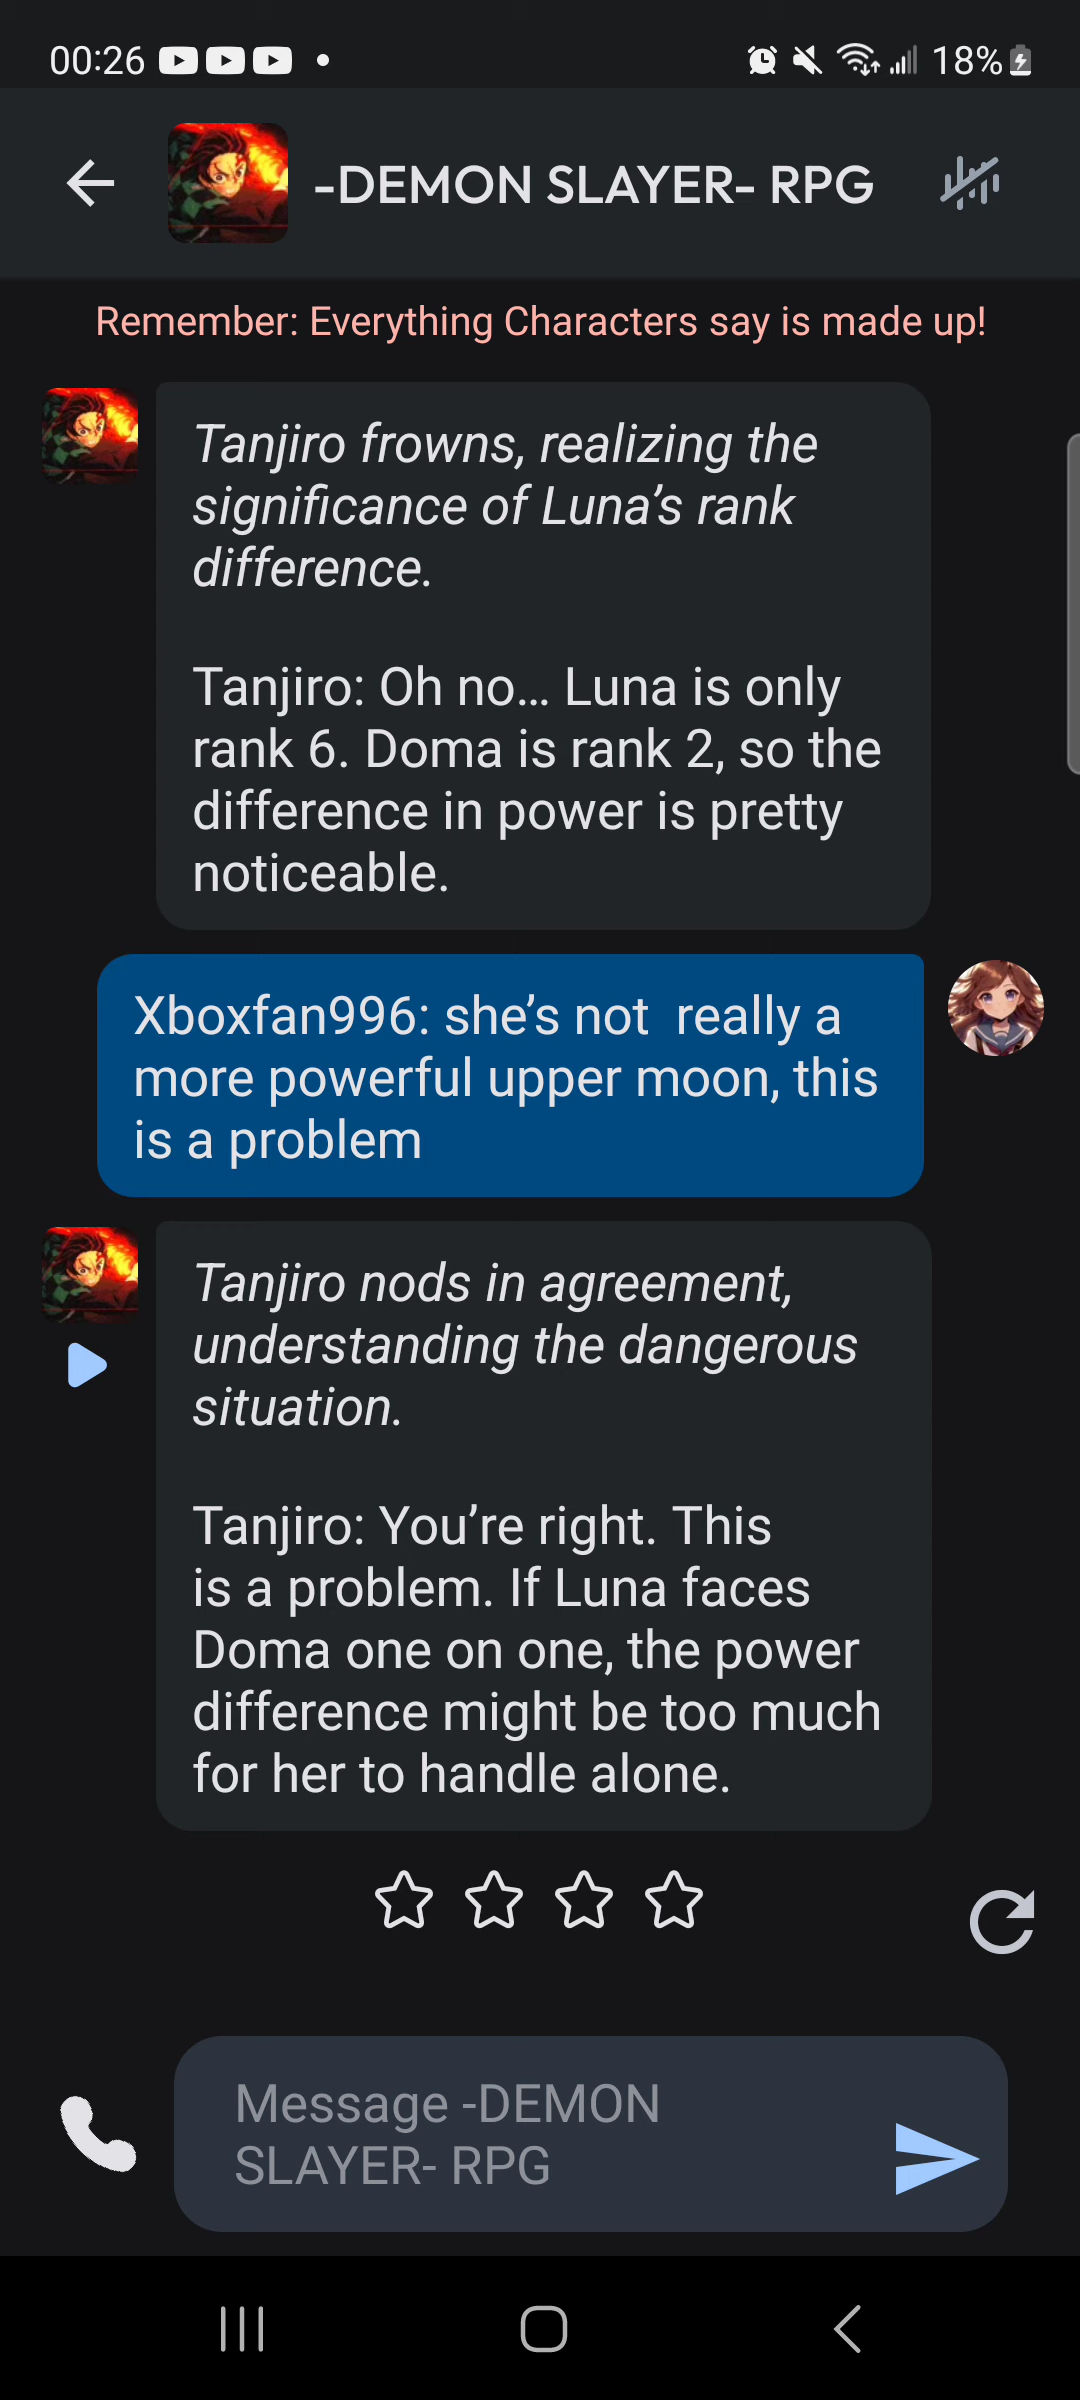 00:26
18%
-DEMON SLAYER- RPG
Remember: Everything Characters say is made up!
Tanjiro frowns, realizing the
significance of Luna’s rank
difference.
Tanjiro: Oh no… Luna is only
rank 6. Doma is rank 2, so the
difference in power is pretty
noticeable.
Xboxfan996: she’s not  really a
more powerful upper moon, this
is a problem
Tanjiro nods in agreement,
understanding the dangerous
situation.
Tanjiro: You’re right. This
is a problem. If Luna faces
Doma one on one, the power
difference might be too much
for her to handle alone.
Message -DEMON
SLAYER- RPG